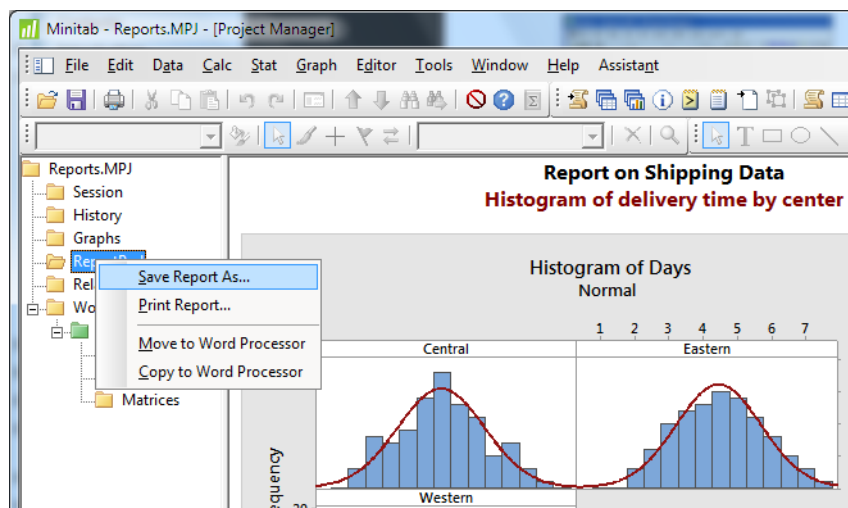 Minitab - Reports.MPJ - [Project Manager]
File Edit Data Calc Stat Graph Editor Tools Window Help Assistant
Reports.MPJ
Session
History
Graphs
Save Report As...
Print Report...
Move to Word Processor
Copy to Word Processor
Matrices
Report on Shipping Data
Histogram of delivery time by center
Histogram of Days
Normal
1 2 3 4 5 6 7
Central Eastern
Western